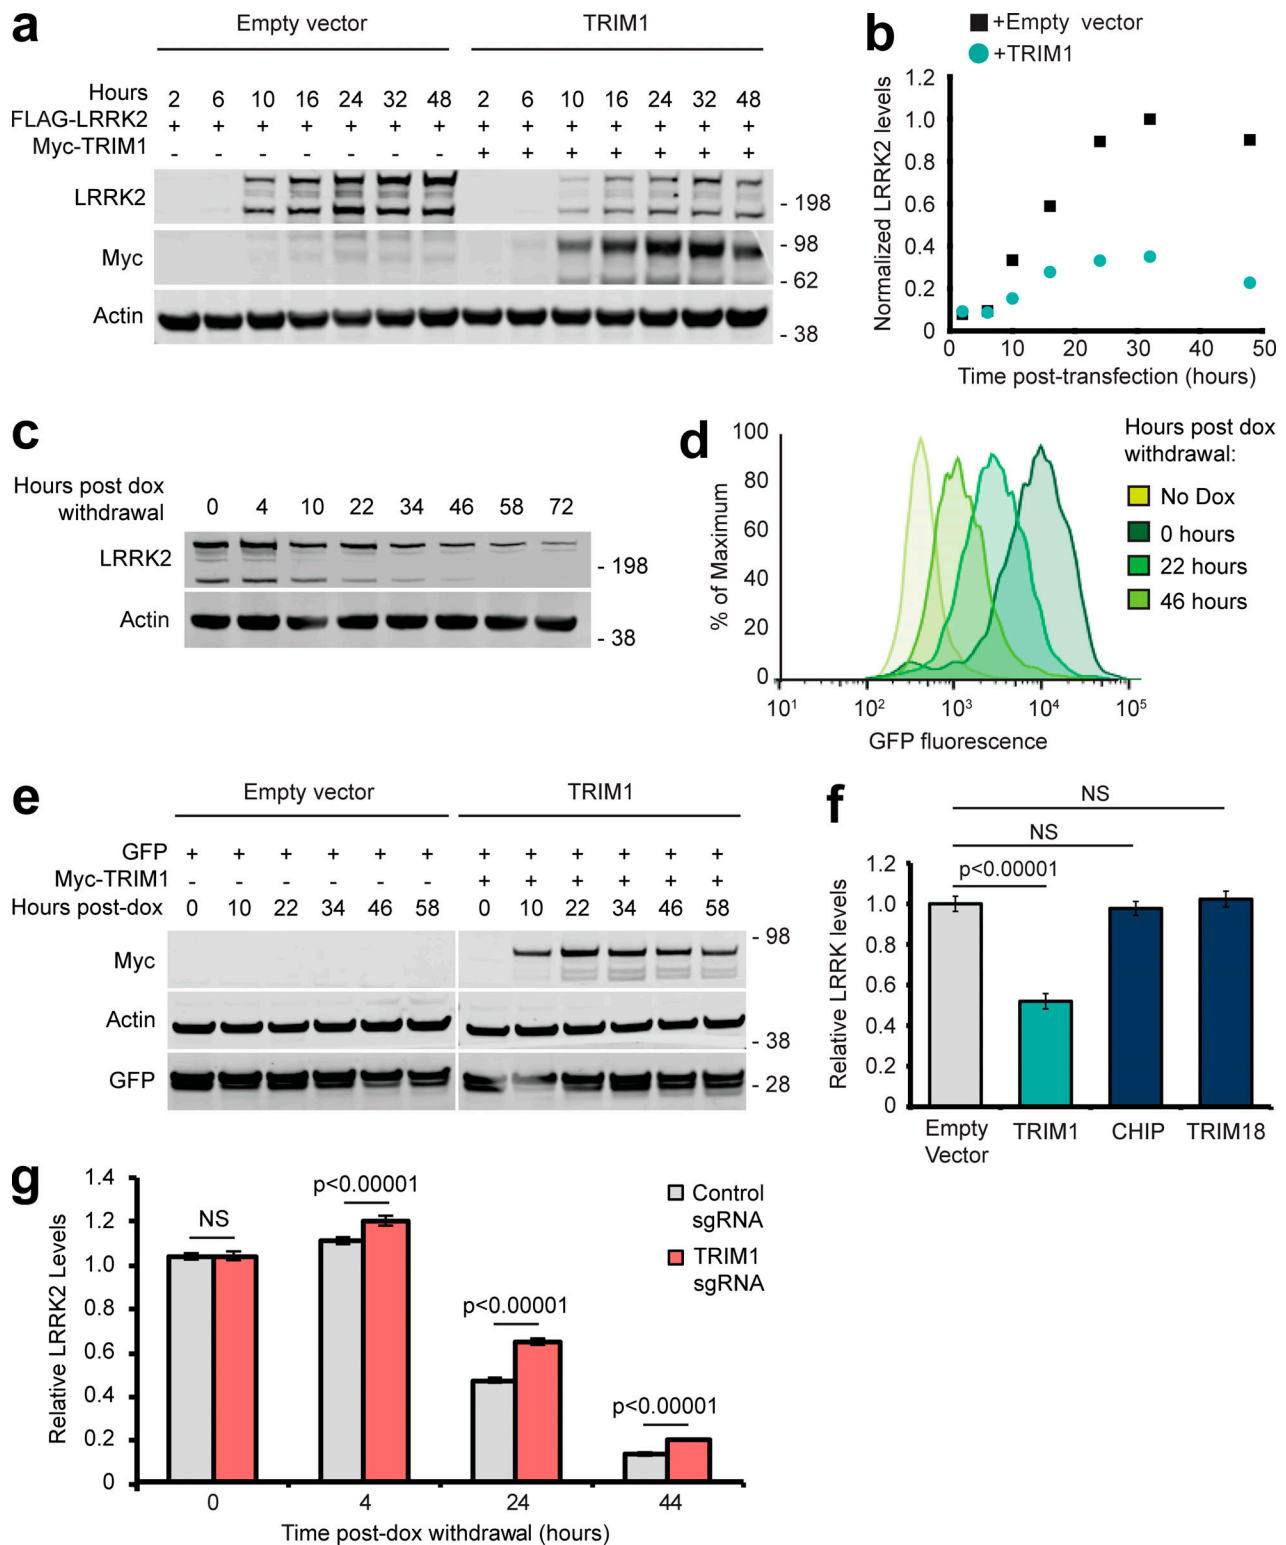 a
Empty vector TRIM1
Hours 2 6 10 16 24 32 48 2 6 10 16 24 32 48
FLAG-LRRK2 + + + + + + + + + + + + + +
Myc-TRIM1 - - - - - - - + + + + + + +
LRRK2
- 198
Myc
- 98
- 62
Actin
- 38
b
+Empty vector
+TRIM1
Normalized LRRK2 levels
1.2
1.0
0.8
0.6
0.4
0.2
0
0 10 20 30 40 50
Time post-transfection (hours)
c
Hours post dox
withdrawal
0 4 10 22 34 46 58 72
LRRK2
- 198
Actin
- 38
d
% of Maximum
100
80
60
40
20
0
10¹ 10² 10³ 10⁴ 10⁵
GFP fluorescence
Hours post dox
withdrawal:
No Dox
0 hours
22 hours
46 hours
e
Empty vector TRIM1
GFP + + + + + + + + + + + +
Myc-TRIM1 - - - - - - + + + + + +
Hours post-dox 0 10 22 34 46 58 0 10 22 34 46 58
Myc
- 98
Actin
- 38
GFP
- 28
f
NS
NS
p<0.00001
Relative LRRK levels
1.2
1.0
0.8
0.6
0.4
0.2
0
Empty
Vector
TRIM1 CHIP TRIM18
g
Relative LRRK2 Levels
1.4
1.2
1.0
0.8
0.6
0.4
0.2
0
NS
p<0.00001
p<0.00001
p<0.00001
Control
sgRNA
TRIM1
sgRNA
0 4 24 44
Time post-dox withdrawal (hours)